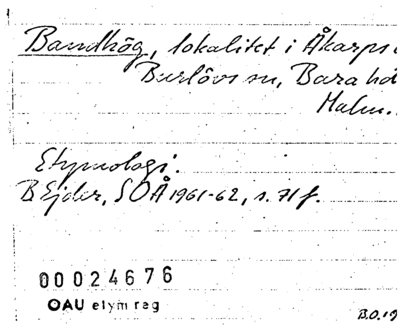 Bandhög, lokalitet i Åkarps
Burlövs sn, Bara hd
Malm.
Etymologi.
B Ejder, SOÅ 1961-62, s. 71 f.
00024676
OAU etym reg
B.O.19